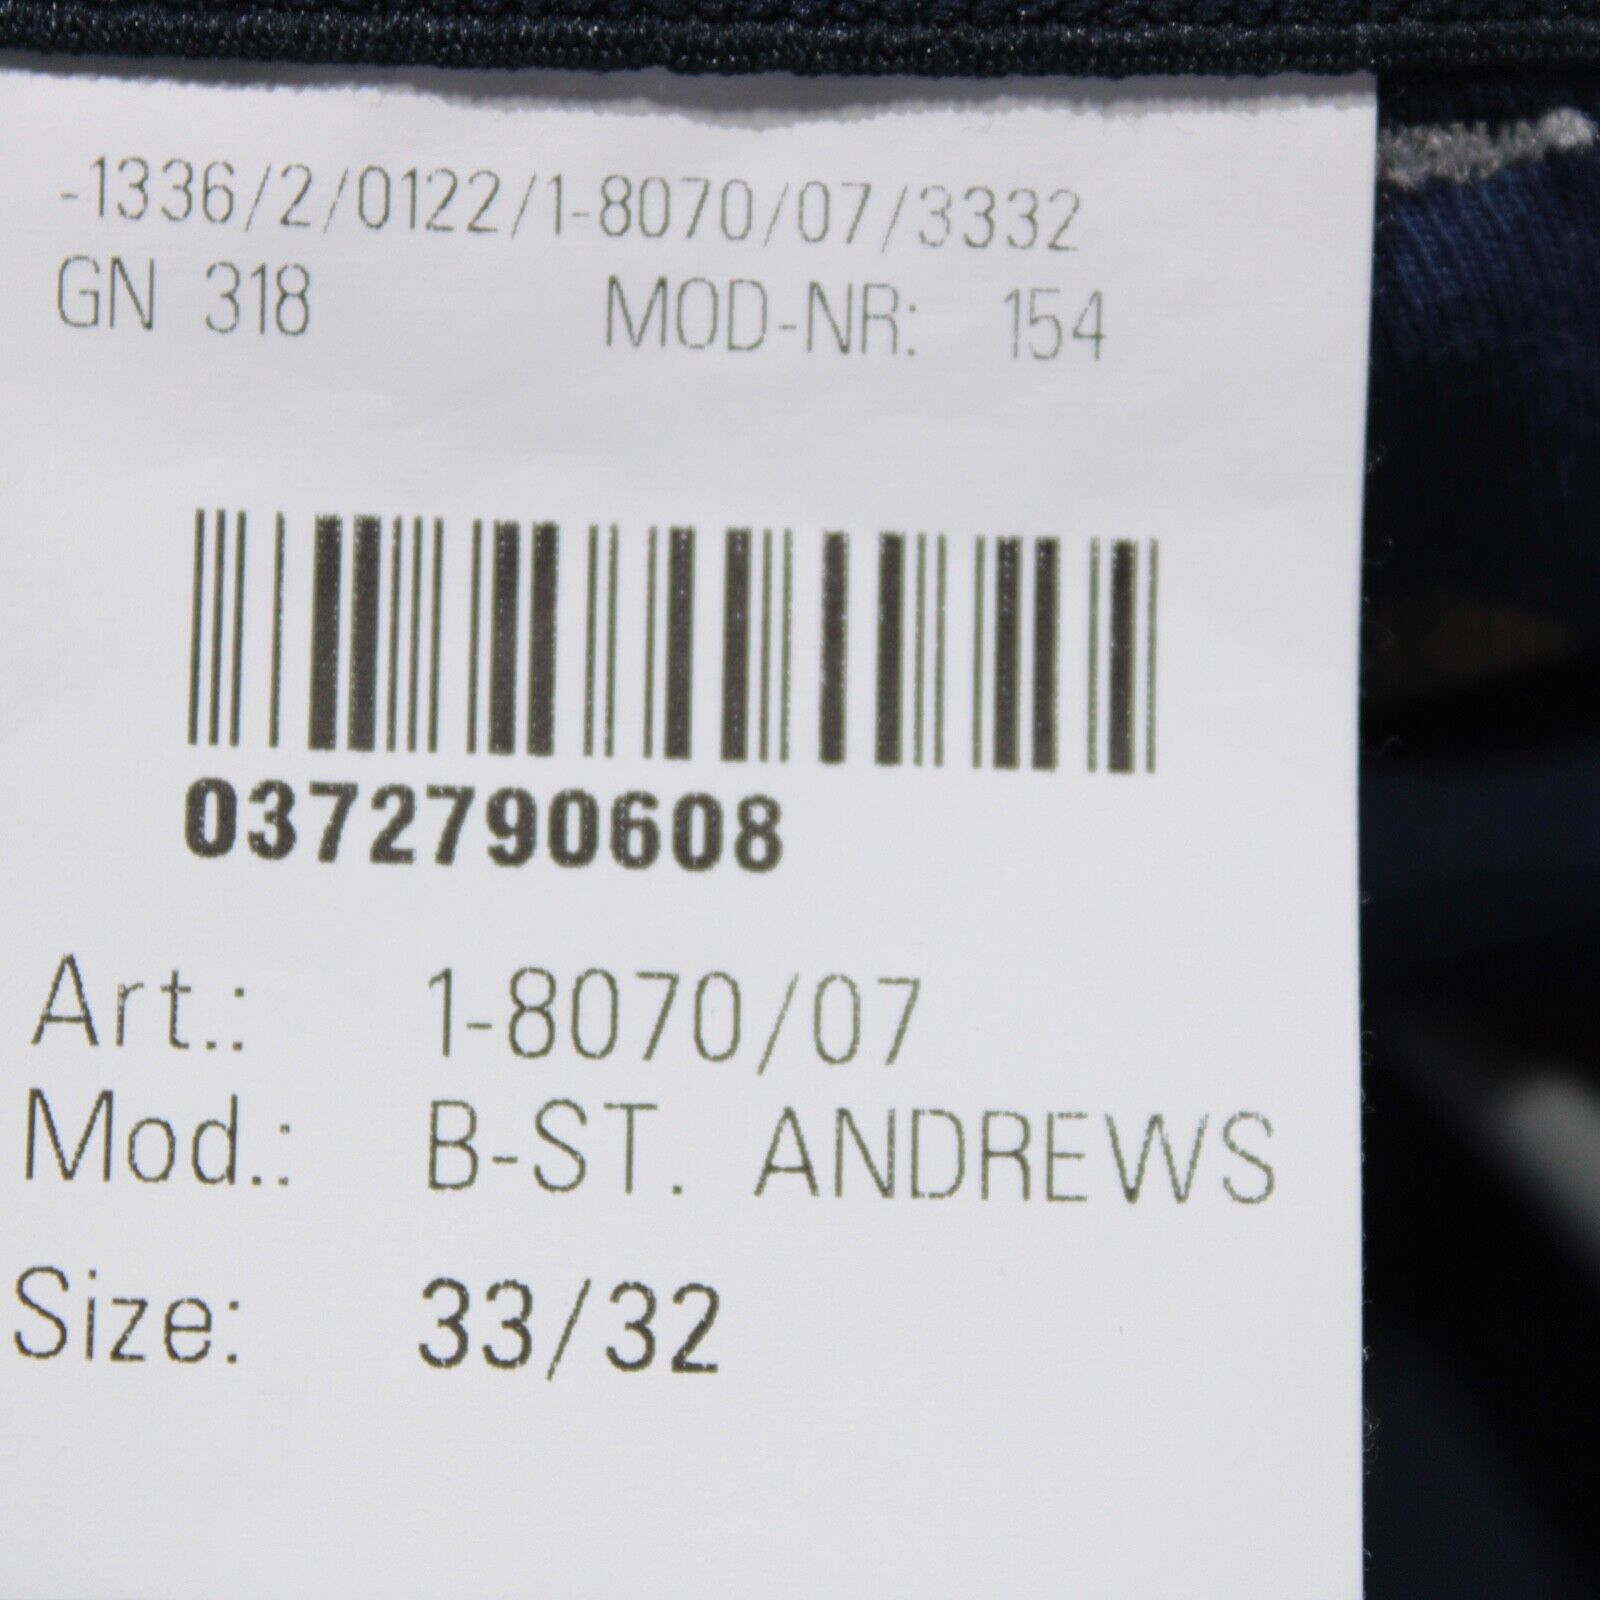 -1336/2/0122/1-8070/07/3332
GN 318 MOD-NR: 154
0372790608
Art.: 1-8070/07
Mod.: B-ST. ANDREWS
Size: 33/32